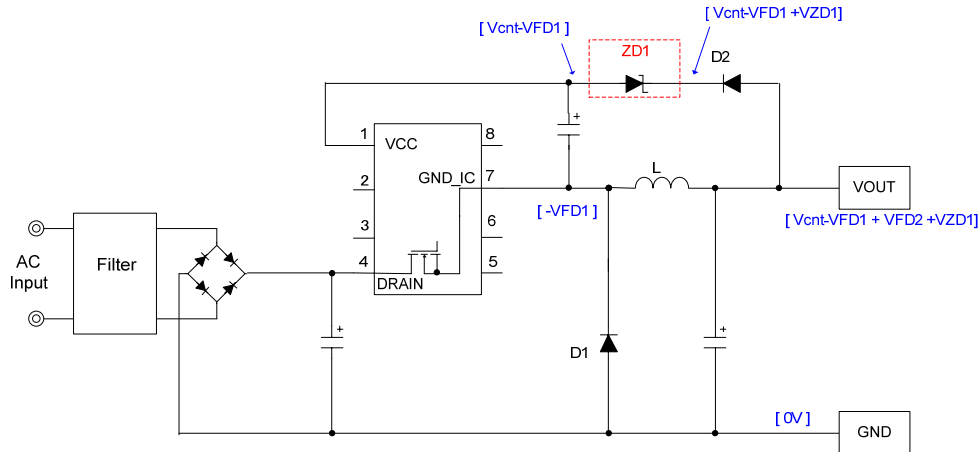 [ Vcnt-VFD1 +VZD1]
[ Vcnt-VFD1 ]
ZD1
D2
+
1
VCC
8
2
GND_IC
7
L
VOUT
[ -VFD1 ]
[ Vcnt-VFD1 + VFD2 +VZD1]
3
6
4
5
DRAIN
AC
Input
Filter
+
D1
+
[ 0V ]
GND